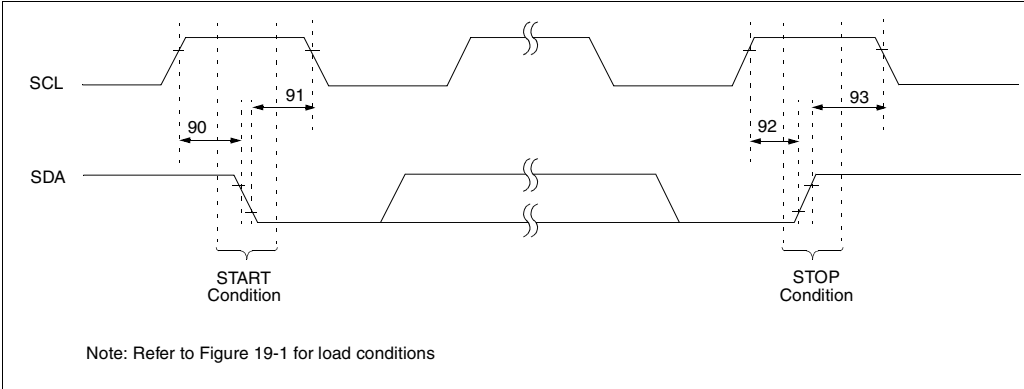 SCL
91
93
90
92
SDA
START
Condition
STOP
Condition
Note: Refer to Figure 19-1 for load conditions